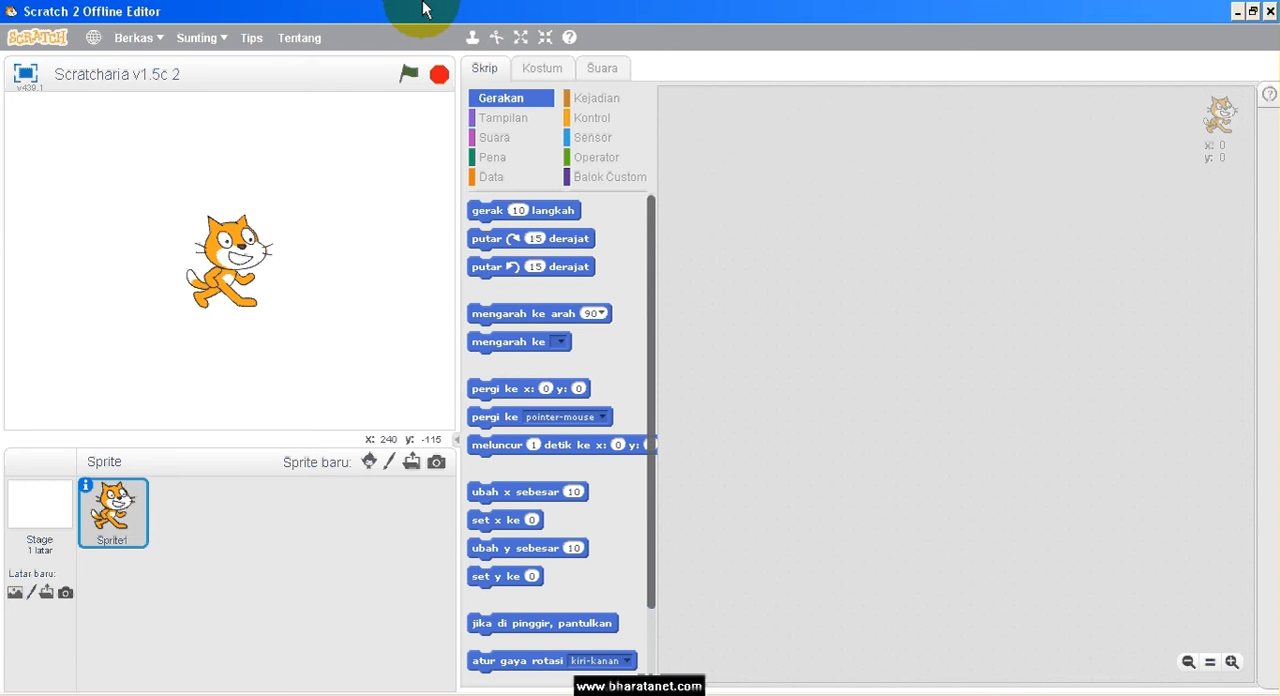 Scratch 2 Offline Editor
SCRATCH Berkas Sunting Tips Tentang
v439.1 Scratcharia v1.5c 2
Skrip Kostum Suara
Gerakan Kejadian
Tampilan Kontrol
Suara Sensor
Pena Operator
Data Balok Custom
x: 0
y: 0
gerak 10 langkah
putar 15 derajat
putar 15 derajat
mengarah ke arah 90
mengarah ke
pergi ke x: 0 y: 0
pergi ke pointer-mouse
meluncur 1 detik ke x: 0 y:
ubah x sebesar 10
set x ke 0
ubah y sebesar 10
set y ke 0
jika di pinggir, pantulkan
atur gaya rotasi kiri-kanan
x: 240 y: -115
Sprite Sprite baru:
Stage
1 latar
Latar baru:
Sprite1
www.bharatanet.com